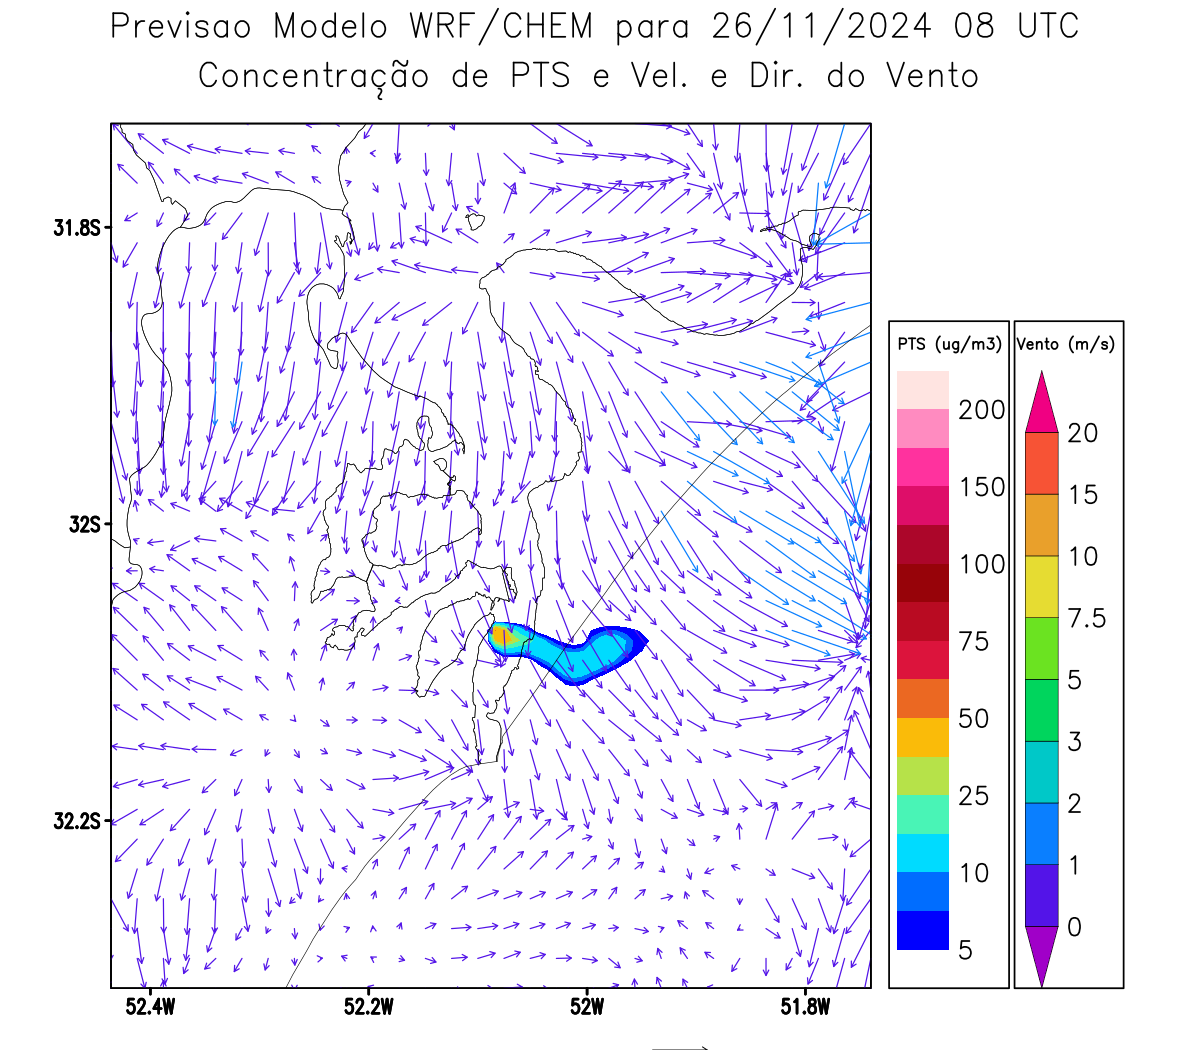 Previsao Modelo WRF/CHEM para 26/11/2024 08 UTC
Concentração de PTS e Vel. e Dir. do Vento
31.8S
32S
32.2S
52.4W
52.2W
52W
51.8W
PTS (ug/m3)
200
150
100
75
50
25
10
5
Vento (m/s)
20
15
10
7.5
5
3
2
1
0